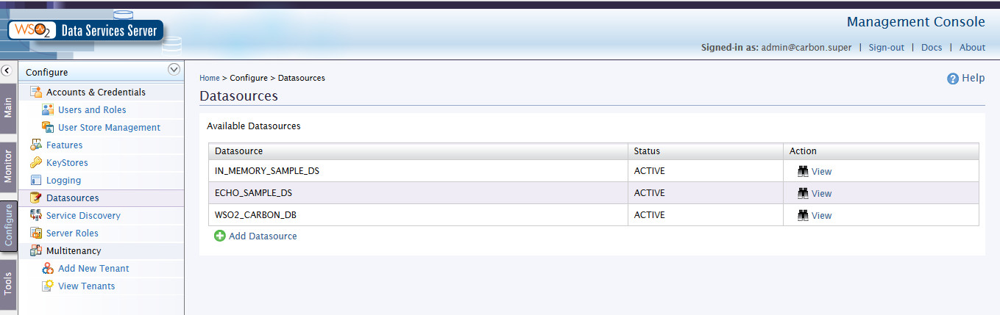 WSO2 Data Services Server
Management Console
Signed-in as: admin@carbon.super | Sign-out | Docs | About
Main
Monitor
Configure
Tools
Configure
Accounts & Credentials
Users and Roles
User Store Management
Features
KeyStores
Logging
Datasources
Service Discovery
Server Roles
Multitenancy
Add New Tenant
View Tenants
Home > Configure > Datasources
Help
Datasources
Available Datasources
Datasource Status Action
IN_MEMORY_SAMPLE_DS ACTIVE View
ECHO_SAMPLE_DS ACTIVE View
WSO2_CARBON_DB ACTIVE View
Add Datasource